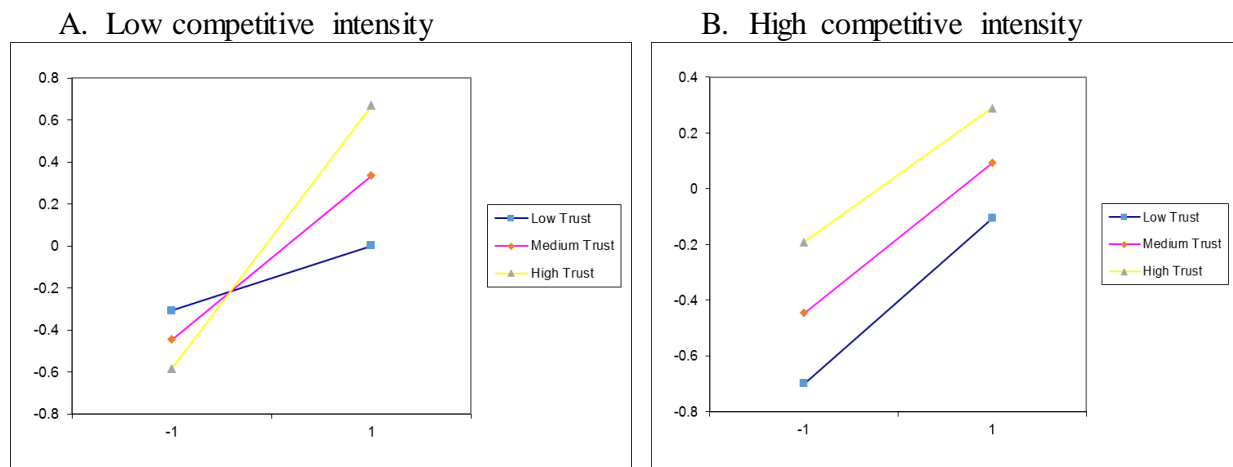 A. Low competitive intensity
0.8
0.6
0.4
0.2
0
-0.2
-0.4
-0.6
-0.8
-1 1
Low Trust
Medium Trust
High Trust
B. High competitive intensity
0.4
0.2
0
-0.2
-0.4
-0.6
-0.8
-1 1
Low Trust
Medium Trust
High Trust